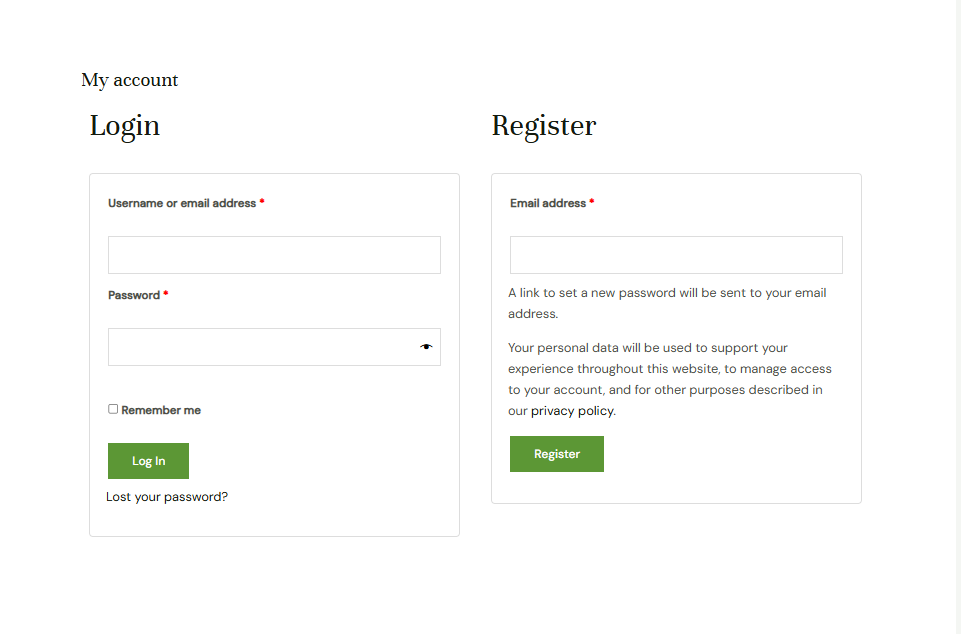 My account
Login
Username or email address *
Password *
Remember me
Log In
Lost your password?
Register
Email address *
A link to set a new password will be sent to your email
address.
Your personal data will be used to support your
experience throughout this website, to manage access
to your account, and for other purposes described in
our privacy policy.
Register